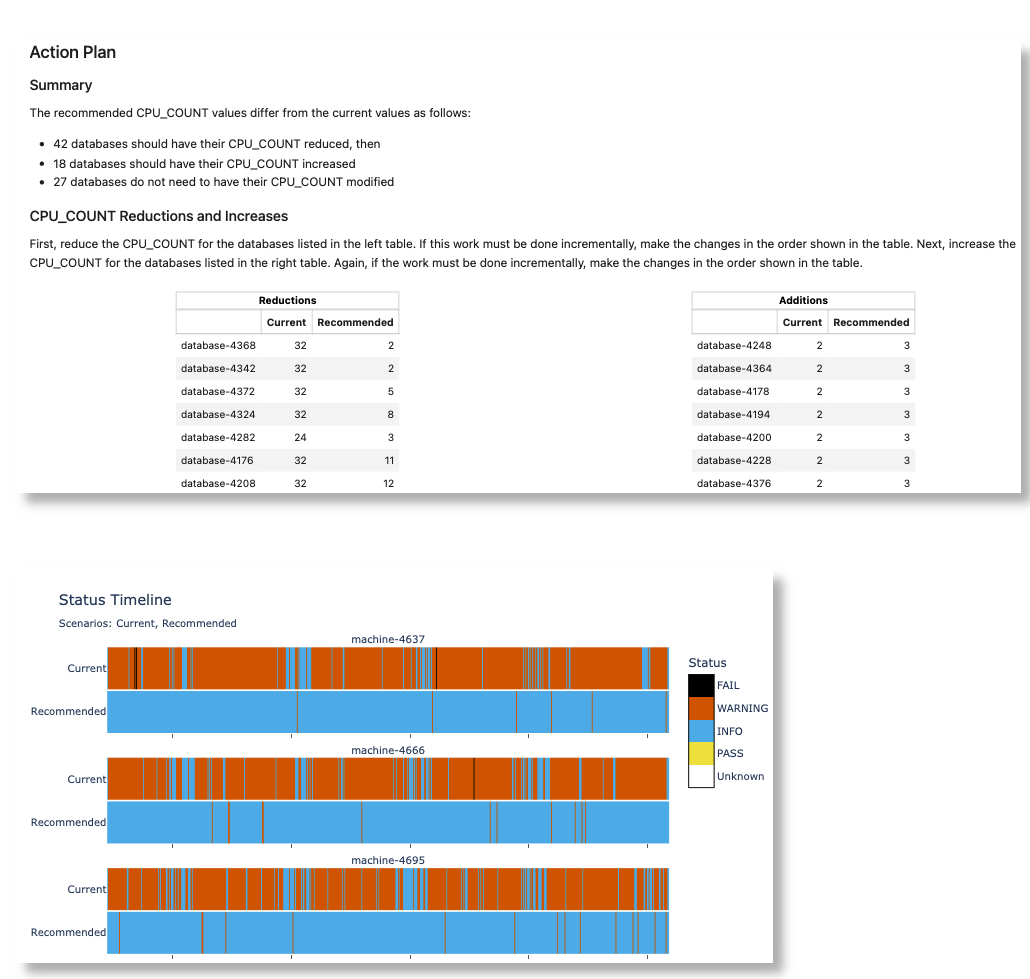 Action Plan
Summary
The recommended CPU_COUNT values differ from the current values as follows:
• 42 databases should have their CPU_COUNT reduced, then
• 18 databases should have their CPU_COUNT increased
• 27 databases do not need to have their CPU_COUNT modified
CPU_COUNT Reductions and Increases
First, reduce the CPU_COUNT for the databases listed in the left table. If this work must be done incrementally, make the changes in the order shown in the table. Next, increase the
CPU_COUNT for the databases listed in the right table. Again, if the work must be done incrementally, make the changes in the order shown in the table.
Reductions
Current Recommended
database-4368 32 2
database-4342 32 2
database-4372 32 5
database-4324 32 8
database-4282 24 3
database-4176 32 11
database-4208 32 12
Additions
Current Recommended
database-4248 2 3
database-4364 2 3
database-4178 2 3
database-4194 2 3
database-4200 2 3
database-4228 2 3
database-4376 2 3
Status Timeline
Scenarios: Current, Recommended
machine-4637
Current
Recommended
machine-4666
Current
Recommended
machine-4695
Current
Recommended
Status
FAIL
WARNING
INFO
PASS
Unknown